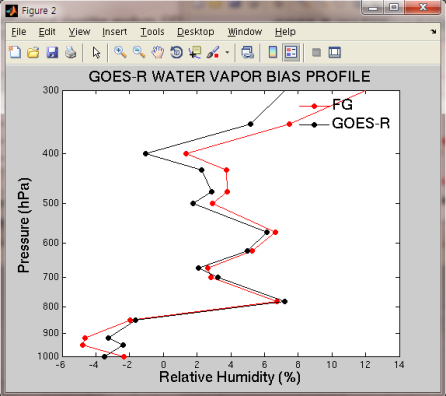 Figure 2
File Edit View Insert Tools Desktop Window Help
GOES-R WATER VAPOR BIAS PROFILE
FG
GOES-R
300
400
500
600
700
800
900
1000
Pressure (hPa)
-6 -4 -2 0 2 4 6 8 10 12 14
Relative Humidity (%)